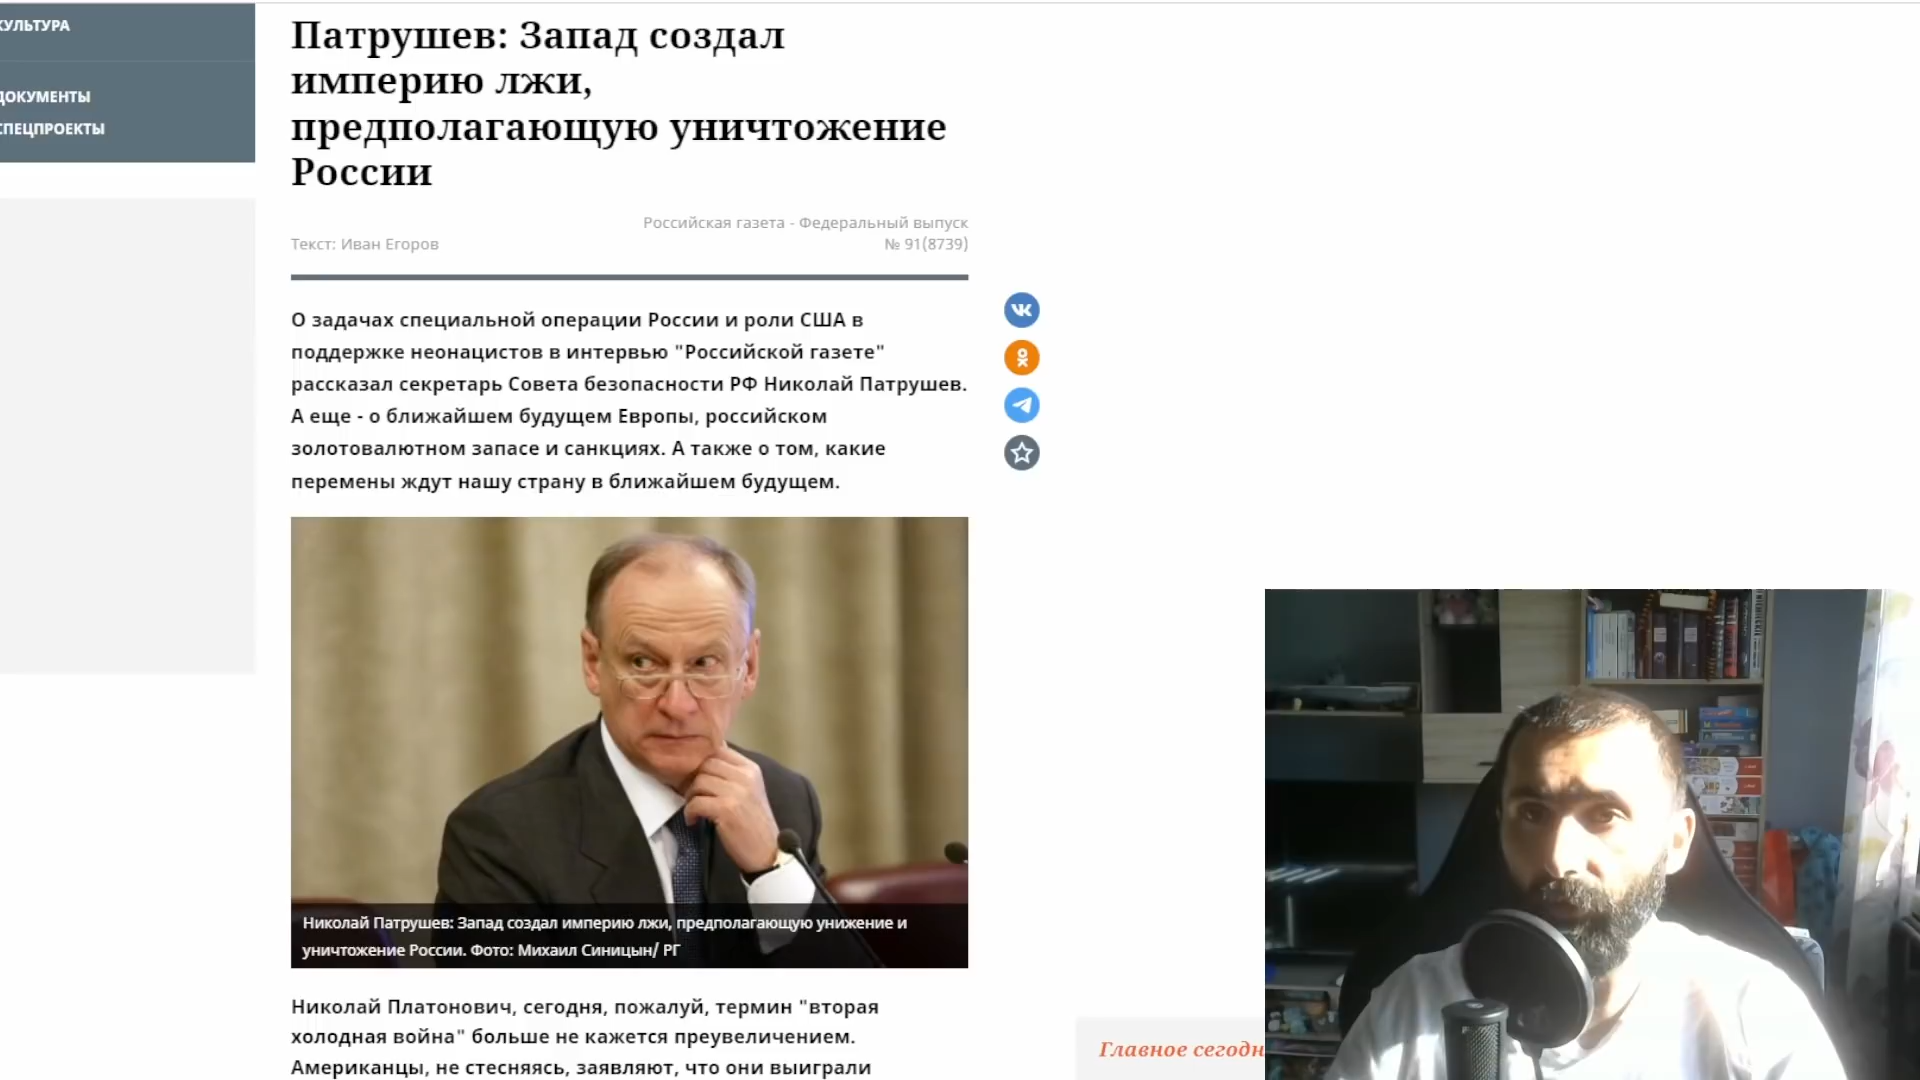 КУЛЬТУРА
ДОКУМЕНТЫ
СПЕЦПРОЕКТЫ
Патрушев: Запад создал
империю лжи,
предполагающую уничтожение
России
Текст: Иван Егоров
Российская газета - Федеральный выпуск
№ 91(8739)
О задачах специальной операции России и роли США в
поддержке неонацистов в интервью "Российской газете"
рассказал секретарь Совета безопасности РФ Николай Патрушев.
А еще - о ближайшем будущем Европы, российском
золотовалютном запасе и санкциях. А также о том, какие
перемены ждут нашу страну в ближайшем будущем.
Николай Патрушев: Запад создал империю лжи, предполагающую унижение и
уничтожение России. Фото: Михаил Синицын/ РГ
Николай Платонович, сегодня, пожалуй, термин "вторая
холодная война" больше не кажется преувеличением.
Американцы, не стесняясь, заявляют, что они выиграли
Главное сегодн